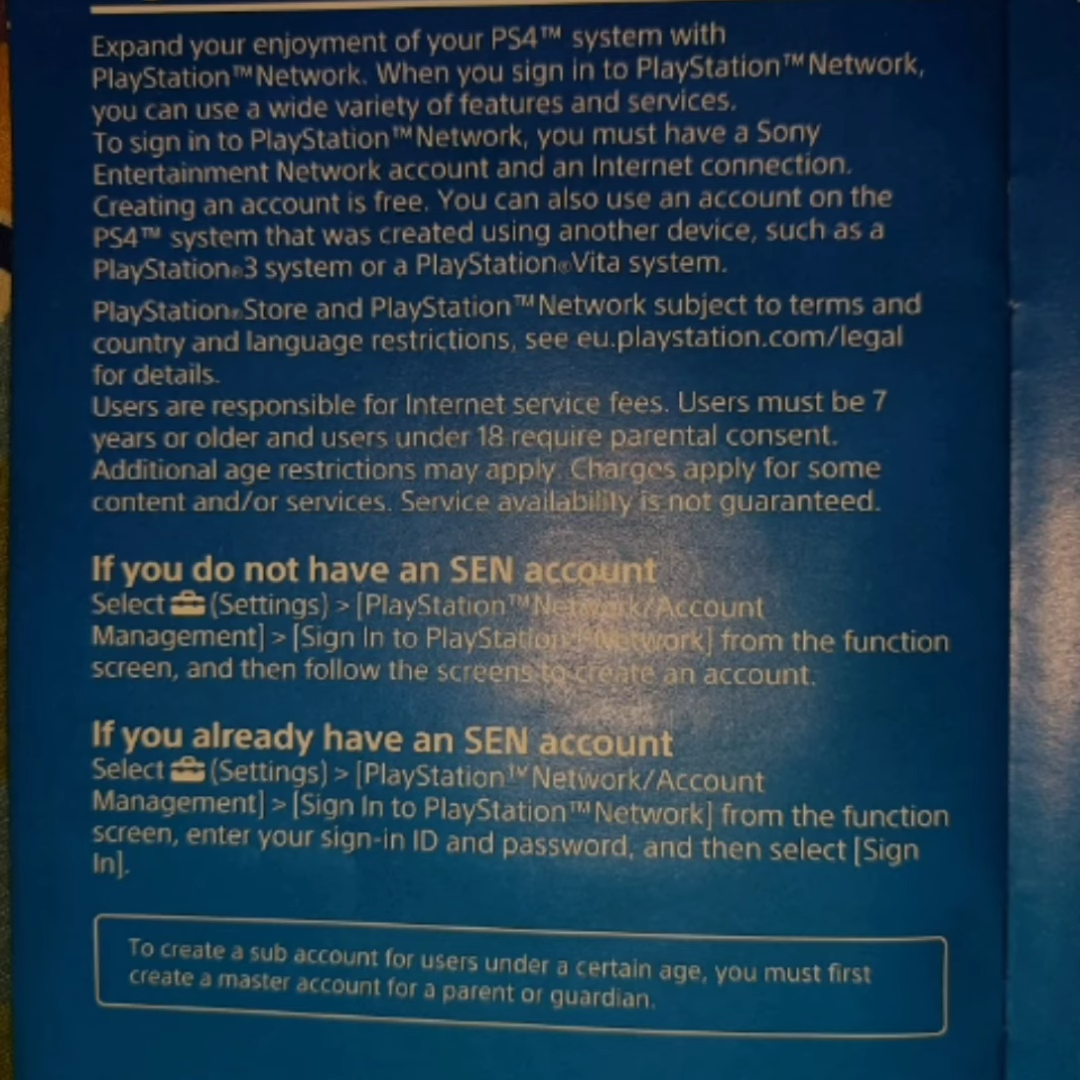 Expand your enjoyment of your PS4™ system with
PlayStation™Network. When you sign in to PlayStation™Network,
you can use a wide variety of features and services.
To sign in to PlayStation™Network, you must have a Sony
Entertainment Network account and an Internet connection.
Creating an account is free. You can also use an account on the
PS4™ system that was created using another device, such as a
PlayStation®3 system or a PlayStation®Vita system.
PlayStation®Store and PlayStation™Network subject to terms and
country and language restrictions, see eu.playstation.com/legal
for details.
Users are responsible for Internet service fees. Users must be 7
years or older and users under 18 require parental consent.
Additional age restrictions may apply. Charges apply for some
content and/or services. Service availability is not guaranteed.
If you do not have an SEN account
Select (Settings) > [PlayStation™Network/Account
Management] > [Sign In to PlayStation™Network] from the function
screen, and then follow the screens to create an account.
If you already have an SEN account
Select (Settings) > [PlayStation™Network/Account
Management] > [Sign In to PlayStation™Network] from the function
screen, enter your sign-in ID and password, and then select [Sign
In].
To create a sub account for users under a certain age, you must first
create a master account for a parent or guardian.